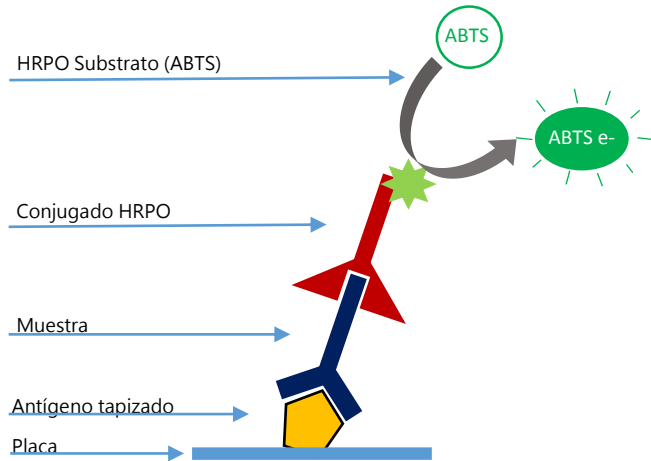 ABTS
HRPO Substrato (ABTS)
ABTS e-
Conjugado HRPO
Muestra
Antígeno tapizado
Placa